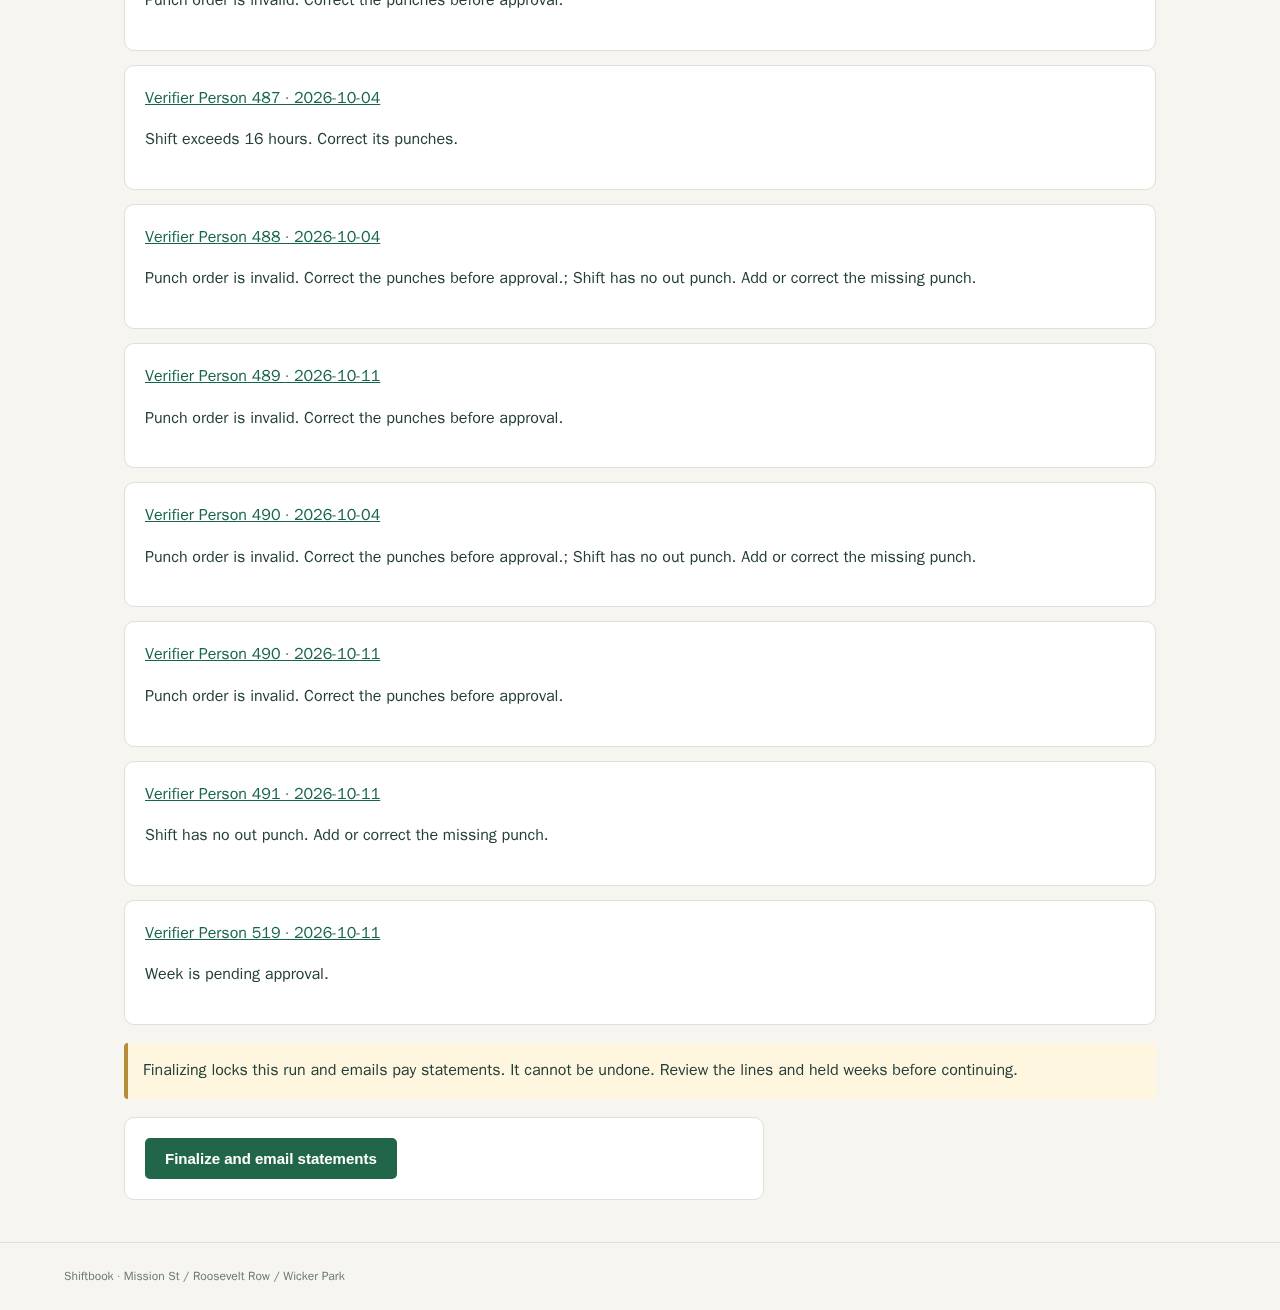 Punch order is invalid. Correct the punches before approval.
Verifier Person 487 · 2026-10-04
Shift exceeds 16 hours. Correct its punches.
Verifier Person 488 · 2026-10-04
Punch order is invalid. Correct the punches before approval.; Shift has no out punch. Add or correct the missing punch.
Verifier Person 489 · 2026-10-11
Punch order is invalid. Correct the punches before approval.
Verifier Person 490 · 2026-10-04
Punch order is invalid. Correct the punches before approval.; Shift has no out punch. Add or correct the missing punch.
Verifier Person 490 · 2026-10-11
Punch order is invalid. Correct the punches before approval.
Verifier Person 491 · 2026-10-11
Shift has no out punch. Add or correct the missing punch.
Verifier Person 519 · 2026-10-11
Week is pending approval.
Finalizing locks this run and emails pay statements. It cannot be undone. Review the lines and held weeks before continuing.
Finalize and email statements
Shiftbook · Mission St / Roosevelt Row / Wicker Park